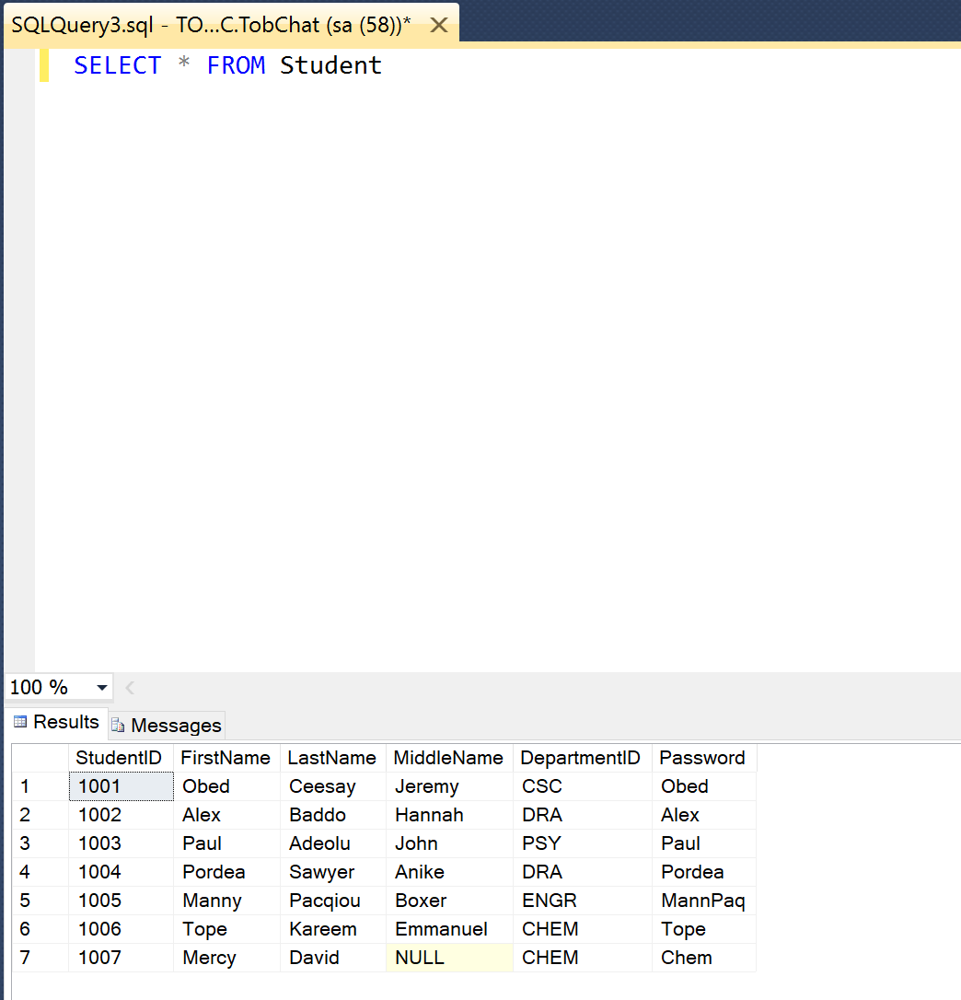 SQLQuery3.sql - TO...C.TobChat (sa (58))*
SELECT * FROM Student
100 %
Results Messages
StudentID FirstName LastName MiddleName DepartmentID Password
1 1001 Obed Ceesay Jeremy CSC Obed
2 1002 Alex Baddo Hannah DRA Alex
3 1003 Paul Adeolu John PSY Paul
4 1004 Pordea Sawyer Anike DRA Pordea
5 1005 Manny Pacqiou Boxer ENGR MannPaq
6 1006 Tope Kareem Emmanuel CHEM Tope
7 1007 Mercy David NULL CHEM Chem